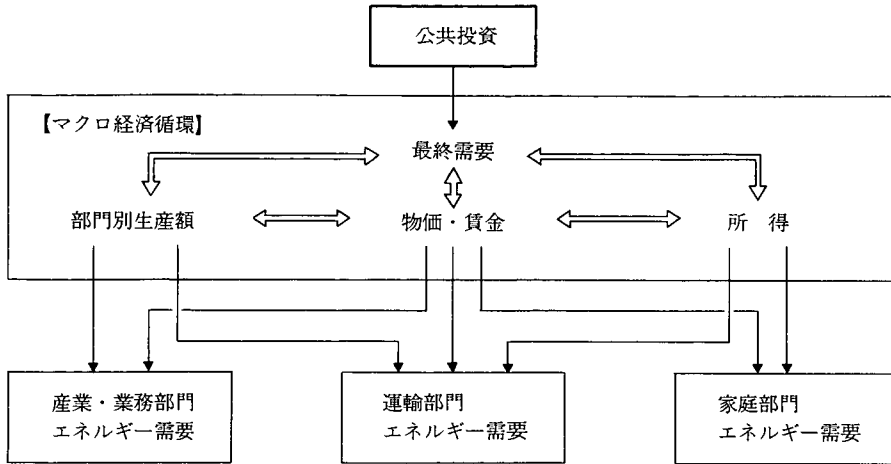 公共投資
【マクロ経済循環】
最終需要
部門別生産額
物価・賃金
所 得
産業・業務部門
エネルギー需要
運輸部門
エネルギー需要
家庭部門
エネルギー需要